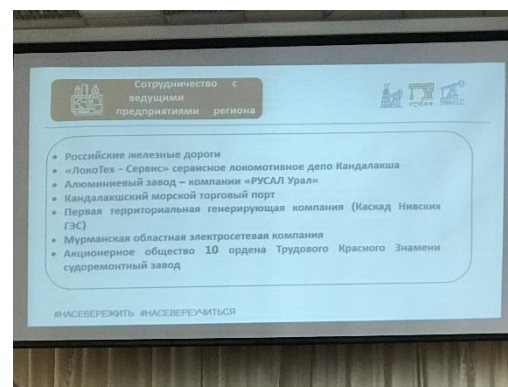 Сотрудничество с
ведущими
предприятиями региона
• Российские железные дороги
• «ЛокоТех - Сервис» сервисное локомотивное депо Кандалакша
• Алюминиевый завод – компании «РУСАЛ Урал»
• Кандалакшский морской торговый порт
• Первая территориальная генерирующая компания (Каскад Нивских
ГЭС)
• Мурманская областная электросетевая компания
• Акционерное общество 10 ордена Трудового Красного Знамени
судоремонтный завод
#НАСЕВЕРЕЖИТЬ #НАСЕВЕРЕУЧИТЬСЯ